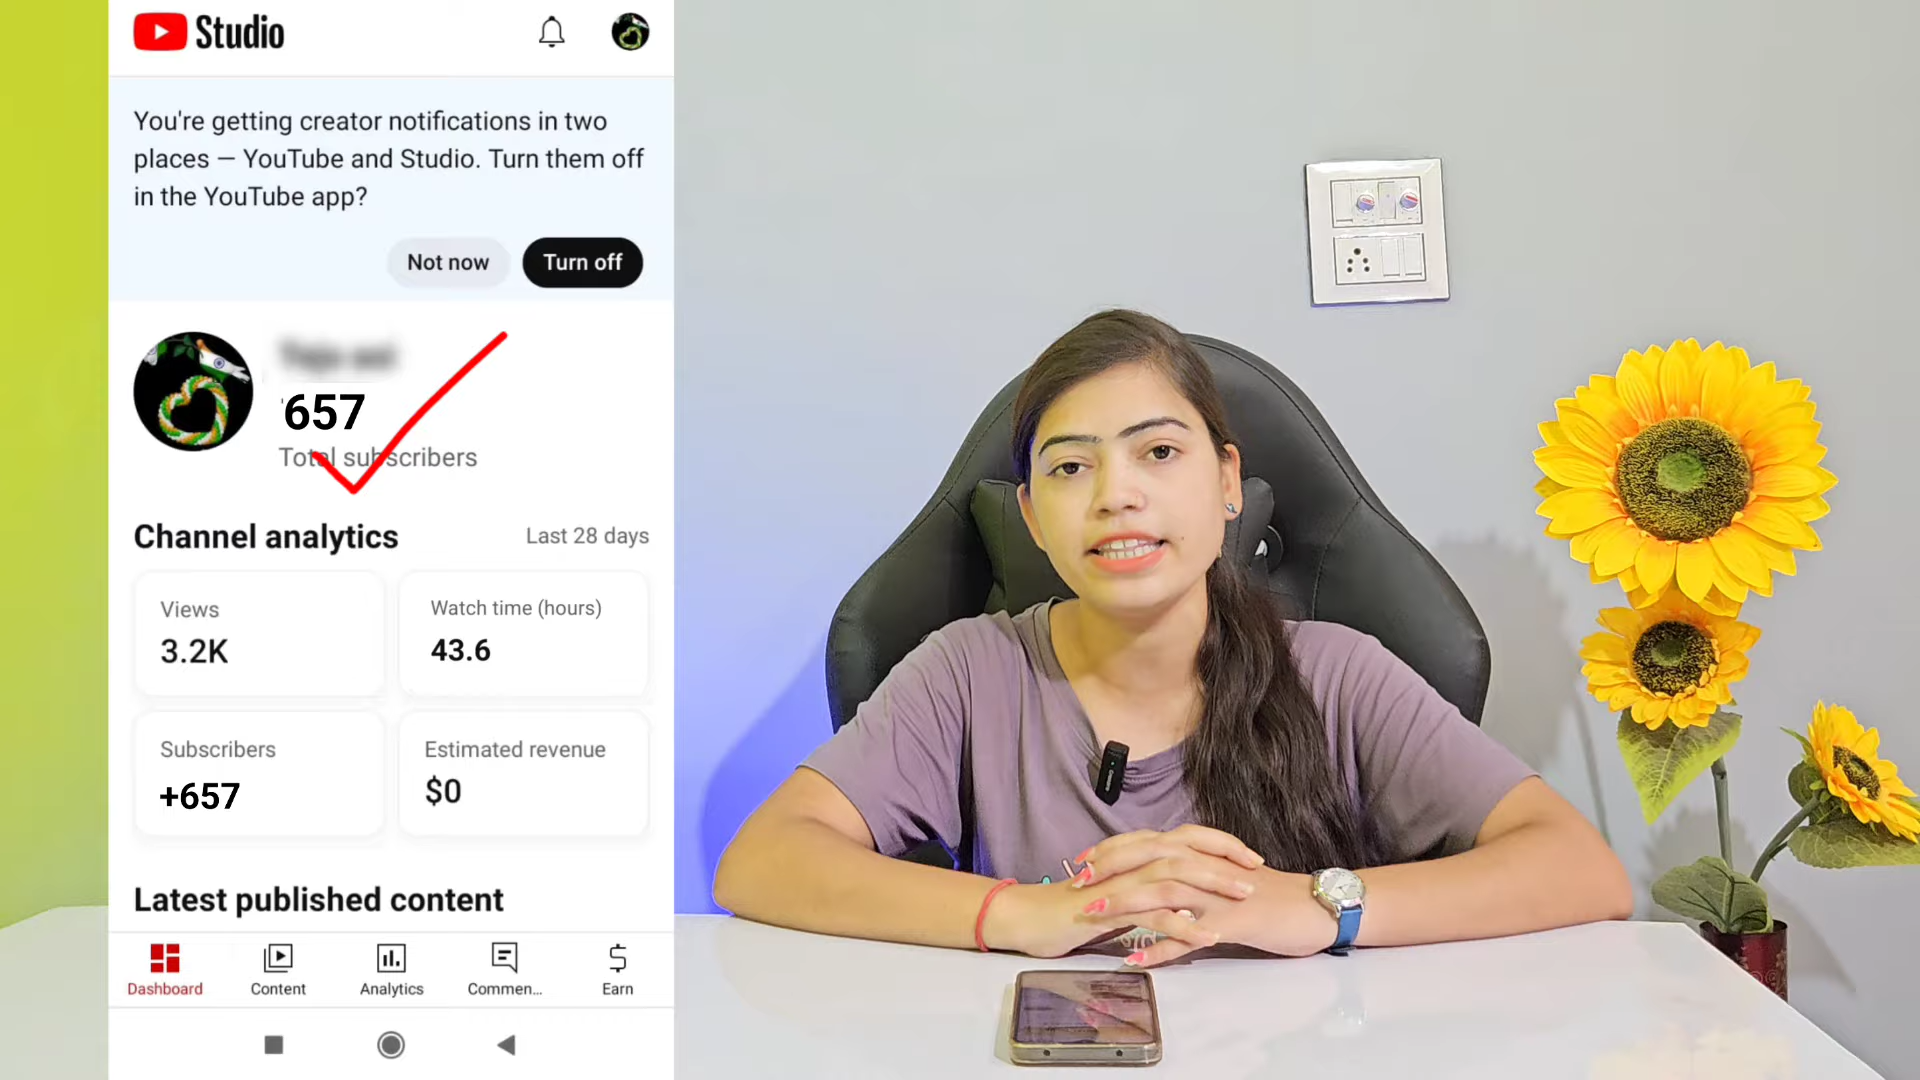 Studio
You're getting creator notifications in two
places — YouTube and Studio. Turn them off
in the YouTube app?
Not now
Turn off
657
Total subscribers
Channel analytics
Last 28 days
Views
3.2K
Watch time (hours)
43.6
Subscribers
+657
Estimated revenue
$0
Latest published content
Dashboard
Content
Analytics
Commen...
Earn